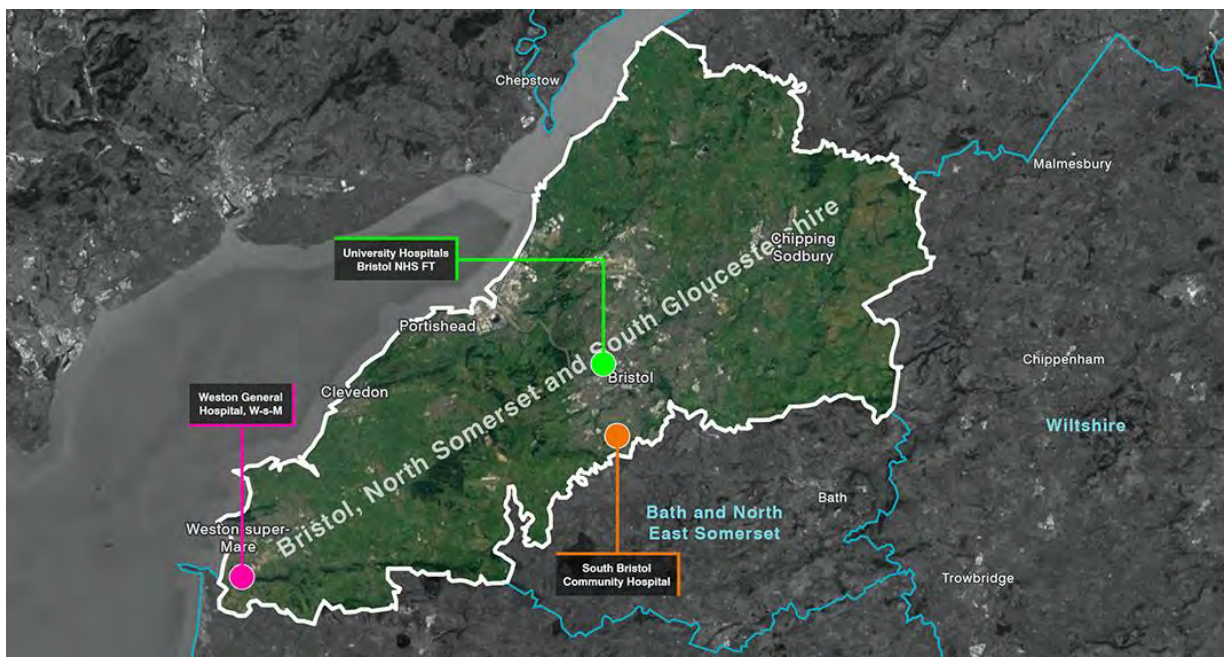 Chepstow
Malmesbury
Chipping
Sodbury
University Hospitals
Bristol NHS FT
Bristol, North Somerset and South Gloucestershire
Portishead
Chippenham
Bristol
Clevedon
Weston General
Hospital, W-s-M
Wiltshire
Bath
Bath and North
East Somerset
Weston-super-
Mare
South Bristol
Community Hospital
Trowbridge